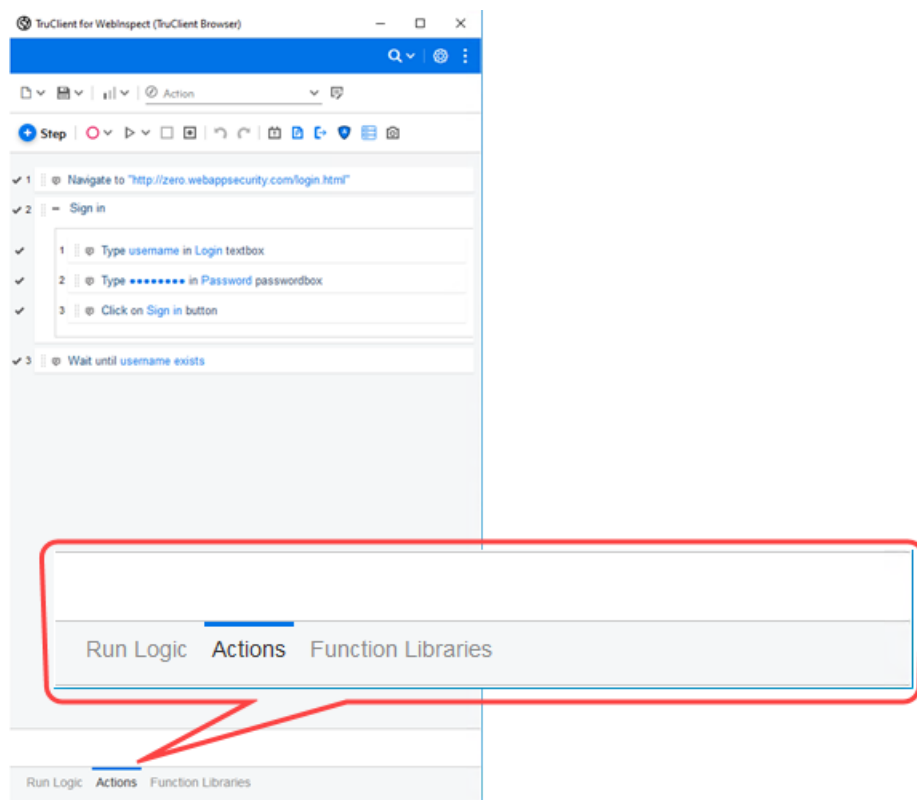 TruClient for WebInspect (TruClient Browser)
Action
Step
1 Navigate to "http://zero.webappsecurity.com/login.html"
2 Sign in
1 Type username in Login textbox
2 Type ●●●●●●●● in Password passwordbox
3 Click on Sign in button
3 Wait until username exists
Run Logic Actions Function Libraries
Run Logic Actions Function Libraries